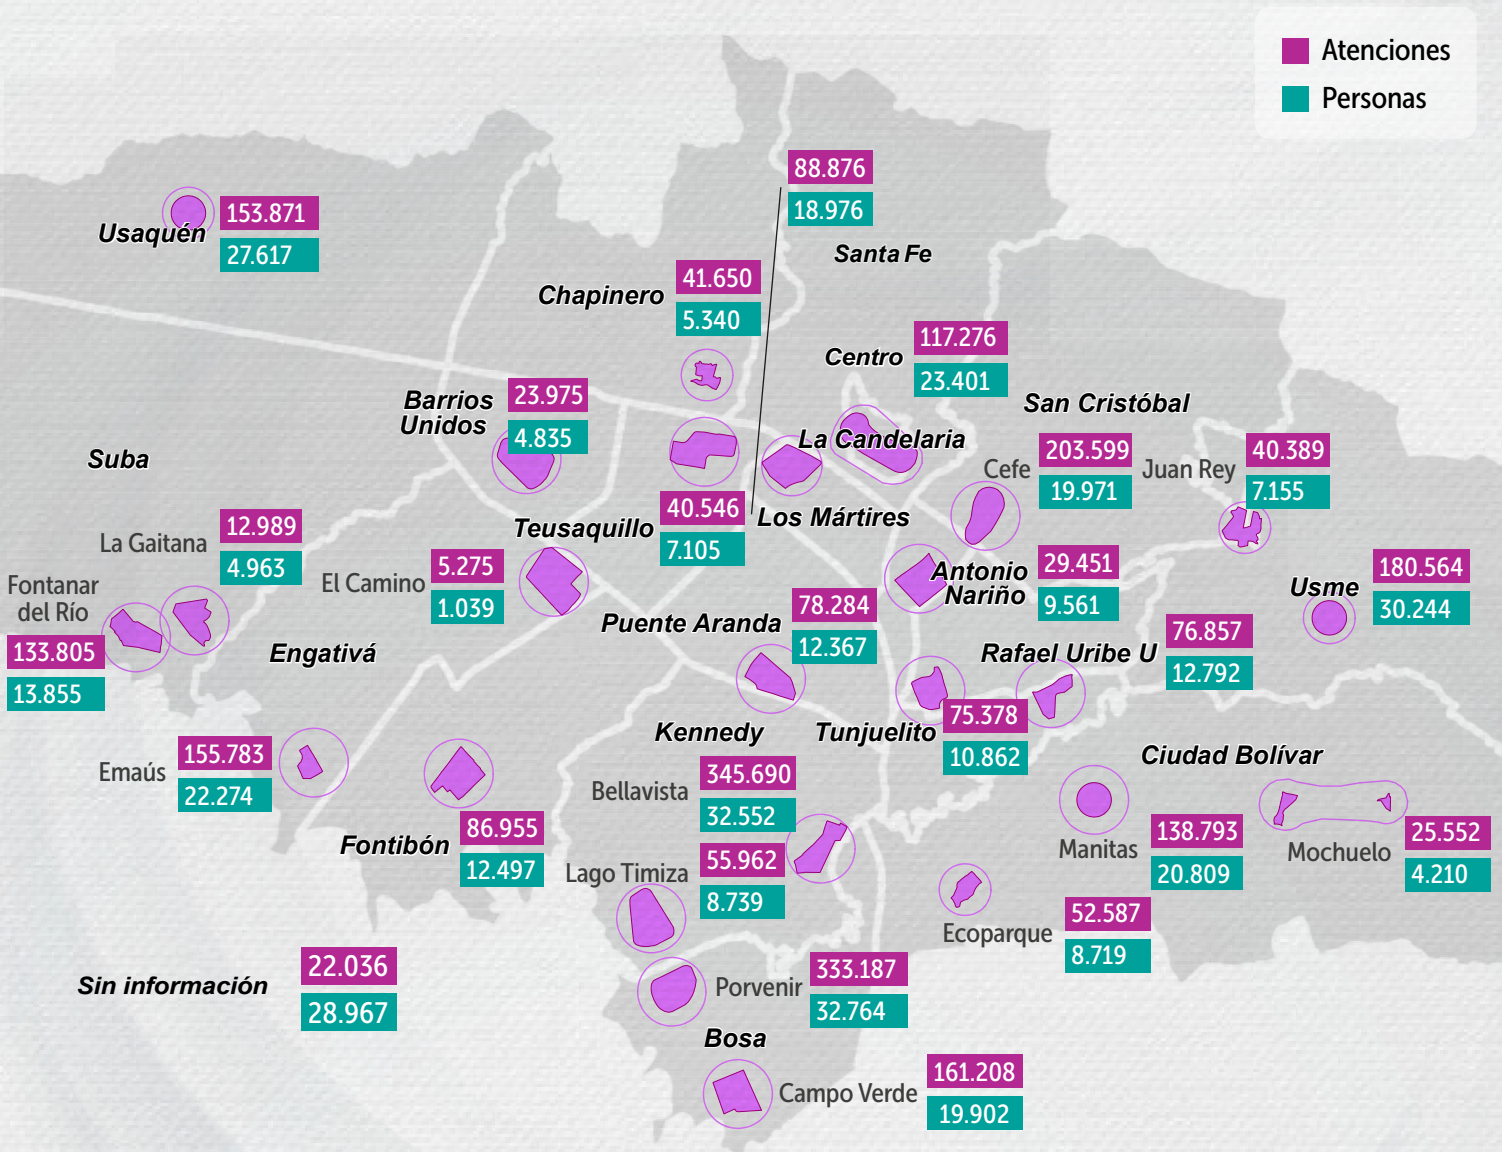 Atenciones
Personas
88.876
18.976
Santa Fe
153.871
Usaquén
27.617
41.650
Chapinero
5.340
117.276
Centro
23.401
Barrios
Unidos
23.975
4.835
San Cristóbal
La Candelaria
Cefe
203.599
19.971
Juan Rey
40.389
7.155
Suba
La Gaitana
12.989
4.963
Teusaquillo
40.546
7.105
Los Mártires
Fontanar
del Río
133.805
13.855
El Camino
5.275
1.039
Antonio
Nariño
29.451
9.561
Usme
180.564
30.244
Engativá
Puente Aranda
78.284
12.367
Rafael Uribe U
76.857
12.792
Kennedy
Tunjuelito
75.378
10.862
Ciudad Bolívar
Emaús
155.783
22.274
Bellavista
345.690
32.552
Fontibón
86.955
12.497
Lago Timiza
55.962
8.739
Manitas
138.793
20.809
Mochuelo
25.552
4.210
Ecoparque
52.587
8.719
Sin información
22.036
28.967
Porvenir
333.187
32.764
Bosa
Campo Verde
161.208
19.902